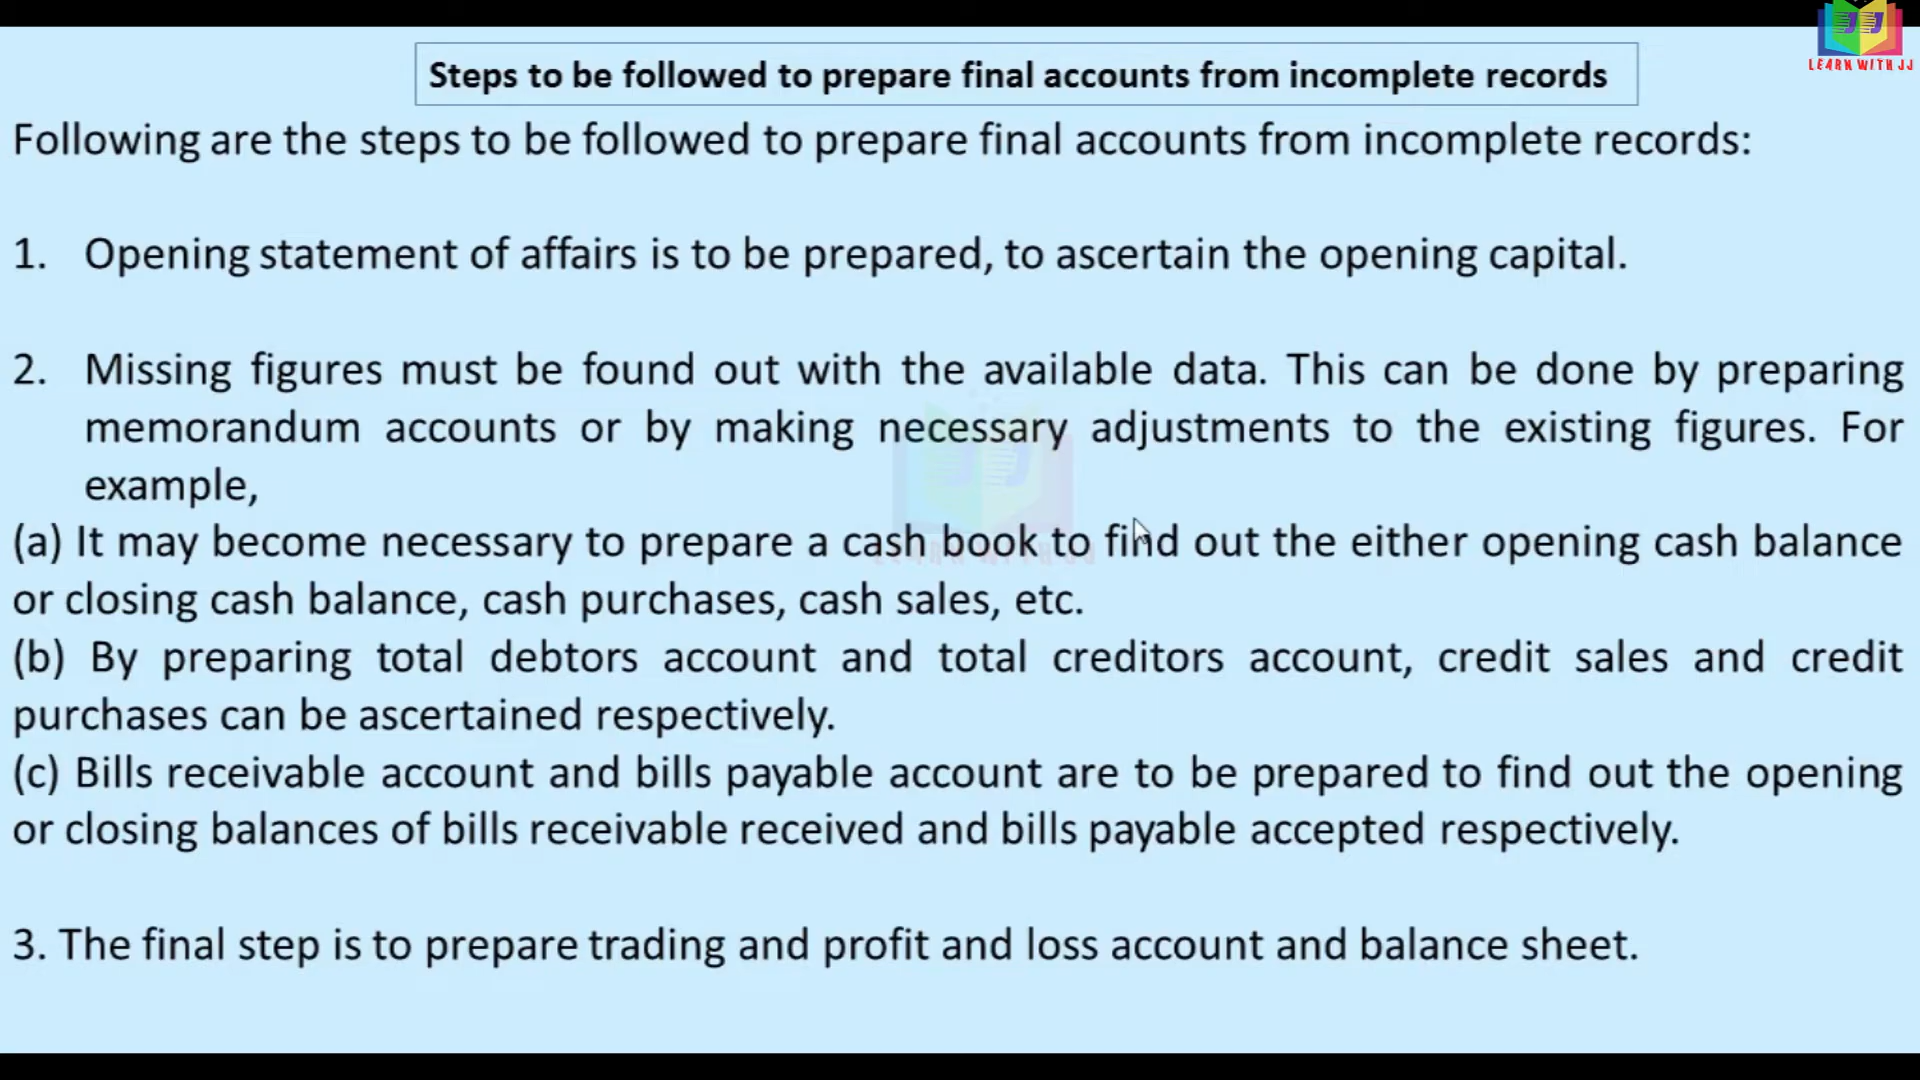 LEARN WITH JJ
Steps to be followed to prepare final accounts from incomplete records
Following are the steps to be followed to prepare final accounts from incomplete records:
1. Opening statement of affairs is to be prepared, to ascertain the opening capital.
2. Missing figures must be found out with the available data. This can be done by preparing
memorandum accounts or by making necessary adjustments to the existing figures. For
example,
(a) It may become necessary to prepare a cash book to find out the either opening cash balance
or closing cash balance, cash purchases, cash sales, etc.
(b) By preparing total debtors account and total creditors account, credit sales and credit
purchases can be ascertained respectively.
(c) Bills receivable account and bills payable account are to be prepared to find out the opening
or closing balances of bills receivable received and bills payable accepted respectively.
3. The final step is to prepare trading and profit and loss account and balance sheet.
LEARN WITH JJ